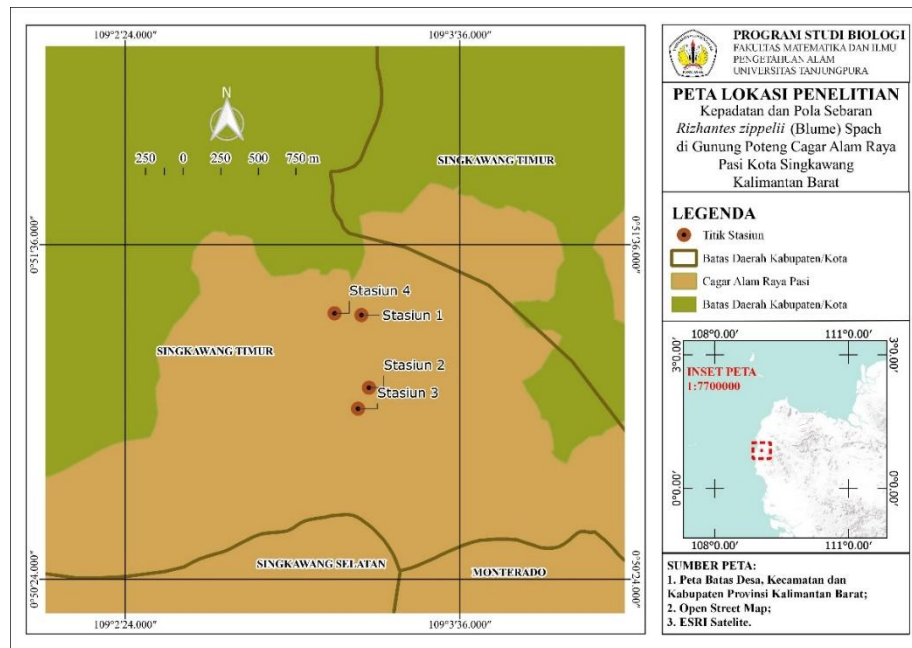 109°2'24.000"
109°3'36.000"
N
250 0 250 500 750 m
SINGKAWANG TIMUR
0°51'36.000"
0°51'36.000"
Stasiun 4
Stasiun 1
SINGKAWANG TIMUR
Stasiun 2
Stasiun 3
SINGKAWANG SELATAN
MONTERADO
0°50'24.000"
0°50'24.000"
109°2'24.000"
109°3'36.000"
PROGRAM STUDI BIOLOGI
FAKULTAS MATEMATIKA DAN ILMU
PENGETAHUAN ALAM
UNIVERSITAS TANJUNGPURA
PETA LOKASI PENELITIAN
Kepadatan dan Pola Sebaran
Rizhantes zippelii (Blume) Spach
di Gunung Poteng Cagar Alam Raya
Pasi Kota Singkawang
Kalimantan Barat
LEGENDA
Titik Stasiun
Batas Daerah Kabupaten/Kota
Cagar Alam Raya Pasi
Batas Daerah Kabupaten/Kota
108°0.00' 111°0.00'
3°0.00'
3°0.00'
INSET PETA
1:7700000
0°0.00'
0°0.00'
108°0.00' 111°0.00'
SUMBER PETA:
1. Peta Batas Desa, Kecamatan dan
Kabupaten Provinsi Kalimantan Barat;
2. Open Street Map;
3. ESRI Satelite.